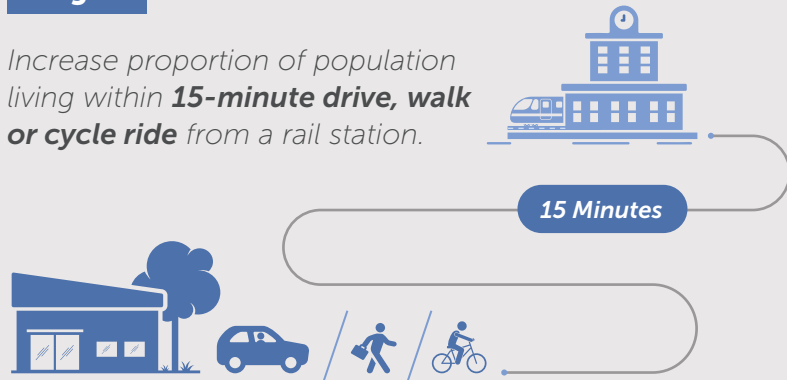 Increase proportion of population
living within 15-minute drive, walk
or cycle ride from a rail station.
15 Minutes